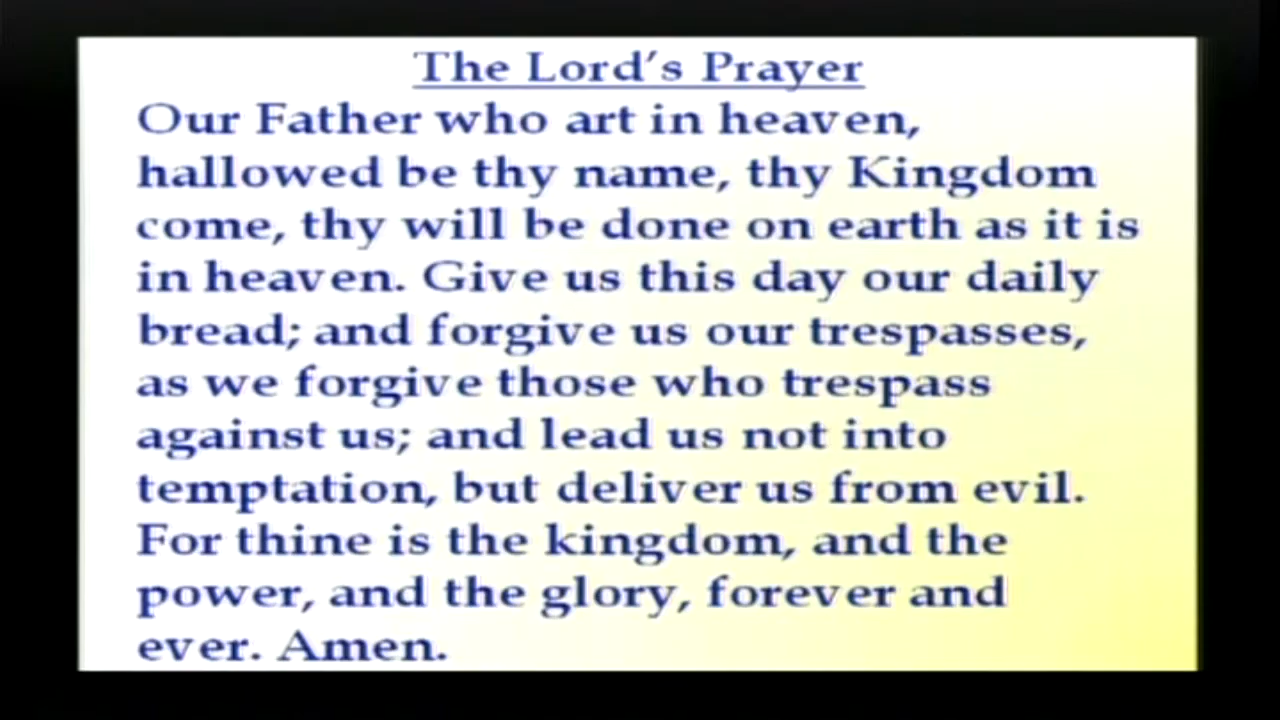 The Lord's Prayer
Our Father who art in heaven,
hallowed be thy name, thy Kingdom
come, thy will be done on earth as it is
in heaven. Give us this day our daily
bread; and forgive us our trespasses,
as we forgive those who trespass
against us; and lead us not into
temptation, but deliver us from evil.
For thine is the kingdom, and the
power, and the glory, forever and
ever. Amen.